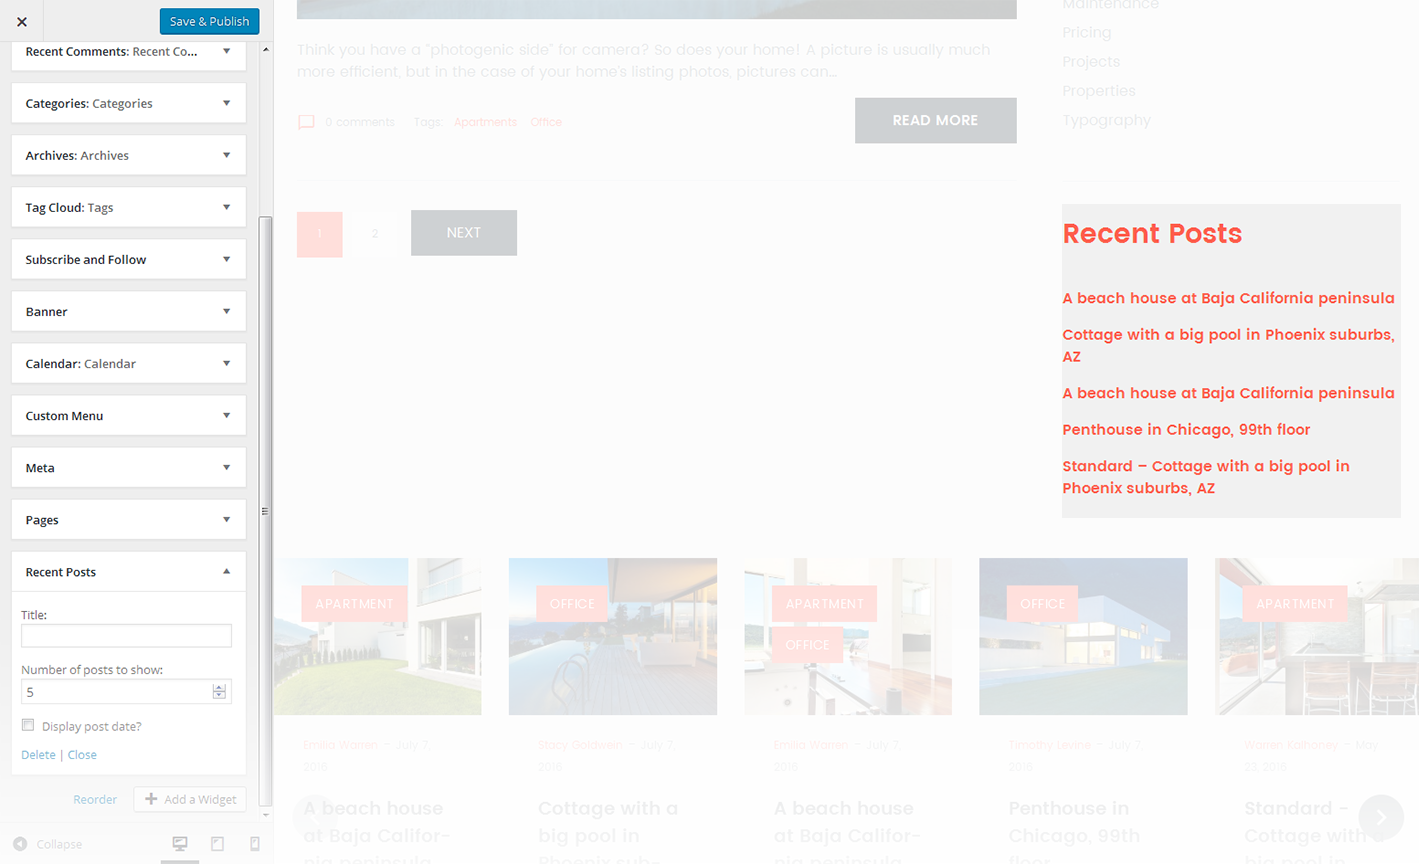 Save & Publish
Recent Comments: Recent Co...
Categories: Categories
Archives: Archives
Tag Cloud: Tags
Subscribe and Follow
Banner
Calendar: Calendar
Custom Menu
Meta
Pages
Recent Posts
Title:
Number of posts to show:
5
Display post date?
Delete | Close
Reorder
Add a Widget
Collapse
Think you have a "photogenic side" for camera? So does your home! A picture is usually much
more efficient, but in the case of your home's listing photos, pictures can...
0 comments Tags: Apartments Office
READ MORE
1 2 NEXT
Maintenance
Pricing
Projects
Properties
Typography
Recent Posts
A beach house at Baja California peninsula
Cottage with a big pool in Phoenix suburbs,
AZ
A beach house at Baja California peninsula
Penthouse in Chicago, 99th floor
Standard – Cottage with a big pool in
Phoenix suburbs, AZ
APARTMENT
Emilia Warren — July 7,
2016
A beach house
at Baja Califor-
nia peninsula
OFFICE
Stacy Goldwein — July 7,
2016
Cottage with a
big pool in
Phoenix sub-
APARTMENT
OFFICE
Emilia Warren — July 7,
2016
A beach house
at Baja Califor-
nia peninsula
OFFICE
Timothy Levine — July 7,
2016
Penthouse in
Chicago, 99th
floor
APARTMENT
Warren Kalhoney — May
23, 2016
Standard –
Cottage with a
big pool in